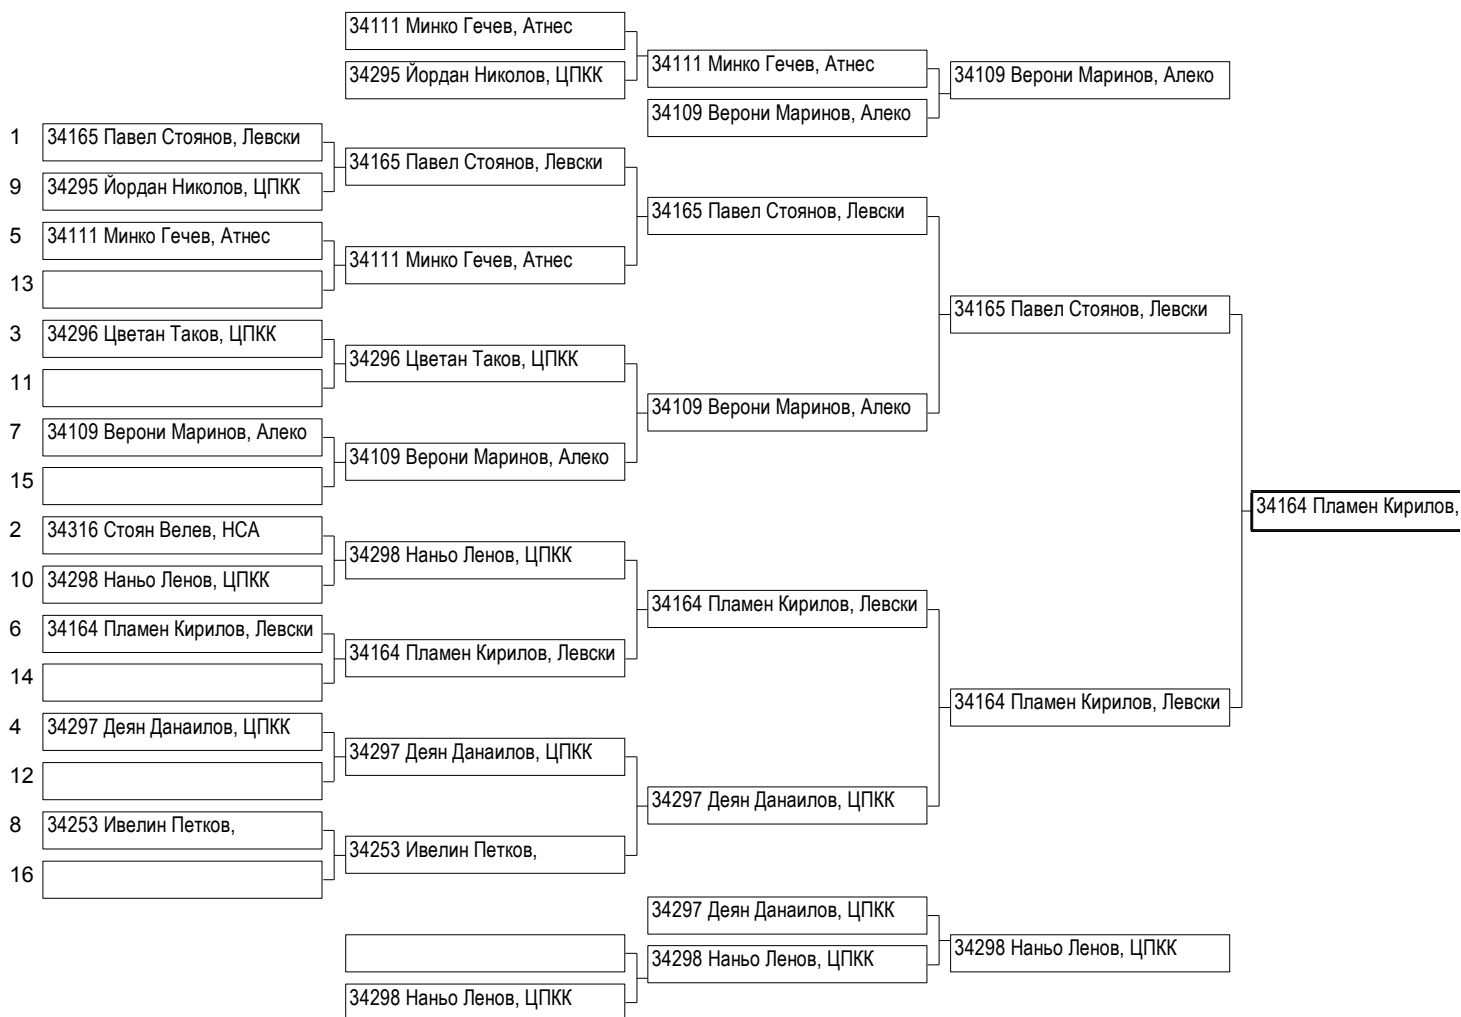 34111 Минко Гечев, Атнес
34295 Йордан Николов, ЦПКК
34111 Минко Гечев, Атнес
34109 Верони Маринов, Алеко
34109 Верони Маринов, Алеко
1 34165 Павел Стоянов, Левски
34165 Павел Стоянов, Левски
9 34295 Йордан Николов, ЦПКК
34165 Павел Стоянов, Левски
5 34111 Минко Гечев, Атнес
34111 Минко Гечев, Атнес
13
34165 Павел Стоянов, Левски
3 34296 Цветан Таков, ЦПКК
34296 Цветан Таков, ЦПКК
11
34109 Верони Маринов, Алеко
7 34109 Верони Маринов, Алеко
34109 Верони Маринов, Алеко
15
34164 Пламен Кирилов,
2 34316 Стоян Велев, НСА
34298 Наньо Ленов, ЦПКК
10 34298 Наньо Ленов, ЦПКК
34164 Пламен Кирилов, Левски
6 34164 Пламен Кирилов, Левски
34164 Пламен Кирилов, Левски
14
34164 Пламен Кирилов, Левски
4 34297 Деян Данаилов, ЦПКК
34297 Деян Данаилов, ЦПКК
12
34297 Деян Данаилов, ЦПКК
8 34253 Ивелин Петков,
34253 Ивелин Петков,
16
34297 Деян Данаилов, ЦПКК
34298 Наньо Ленов, ЦПКК
34298 Наньо Ленов, ЦПКК
34298 Наньо Ленов, ЦПКК